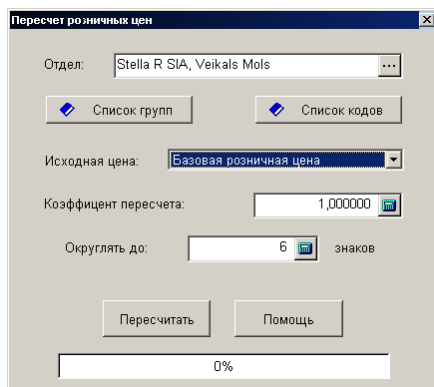 Пересчет розничных цен
Отдел: Stella R SIA, Veikals Mols ...
Список групп Список кодов
Исходная цена: Базовая розничная цена
Коэффицент пересчета: 1,000000
Округлять до: 6 знаков
Пересчитать Помощь
0%